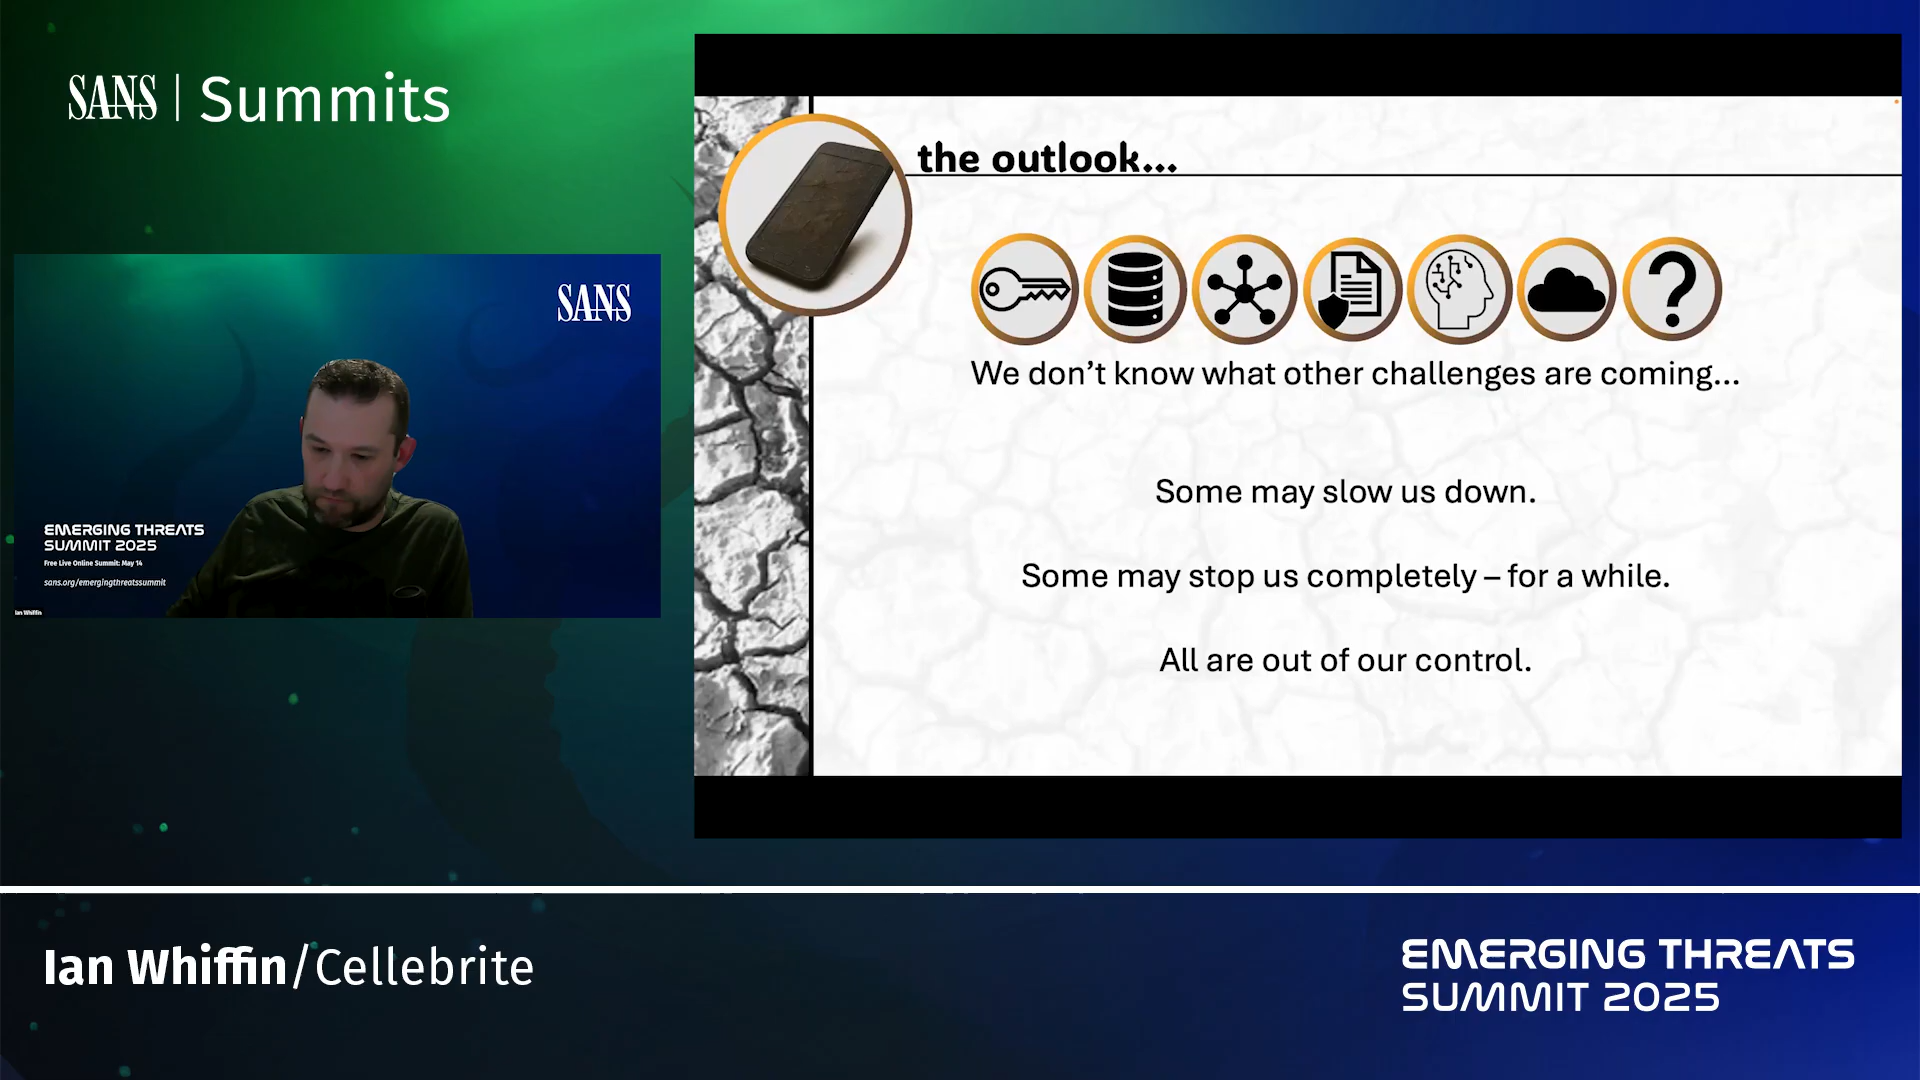 SANS | Summits
the outlook...
?
We don't know what other challenges are coming...
Some may slow us down.
Some may stop us completely – for a while.
All are out of our control.
SANS
EMERGING THREATS
SUMMIT 2025
Free Live Online Summit: May 14
sans.org/emergingthreatssummit
Ian Whiffin
Ian Whiffin/Cellebrite
EMERGING THREATS
SUMMIT 2025